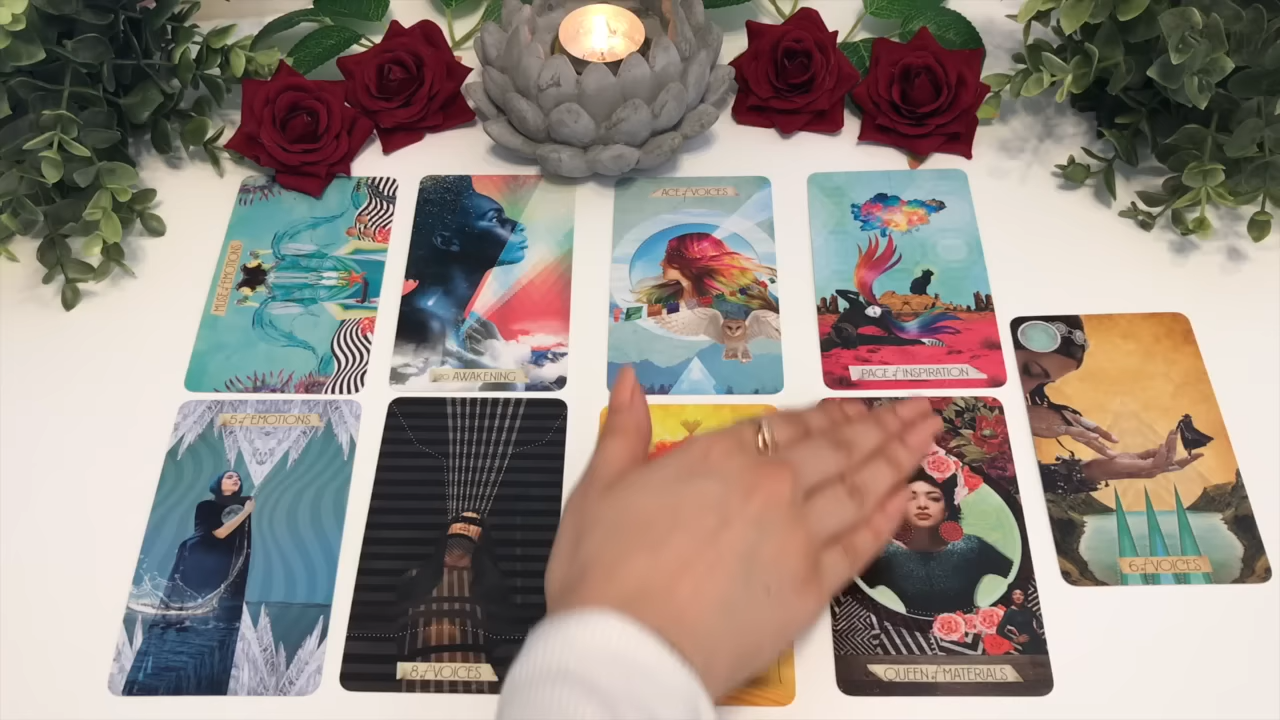 MUSE of EMOTIONS
20 AWAKENING
ACE of VOICES
PAGE of INSPIRATION
5 of EMOTIONS
8 of VOICES
QUEEN of MATERIALS
6 of VOICES